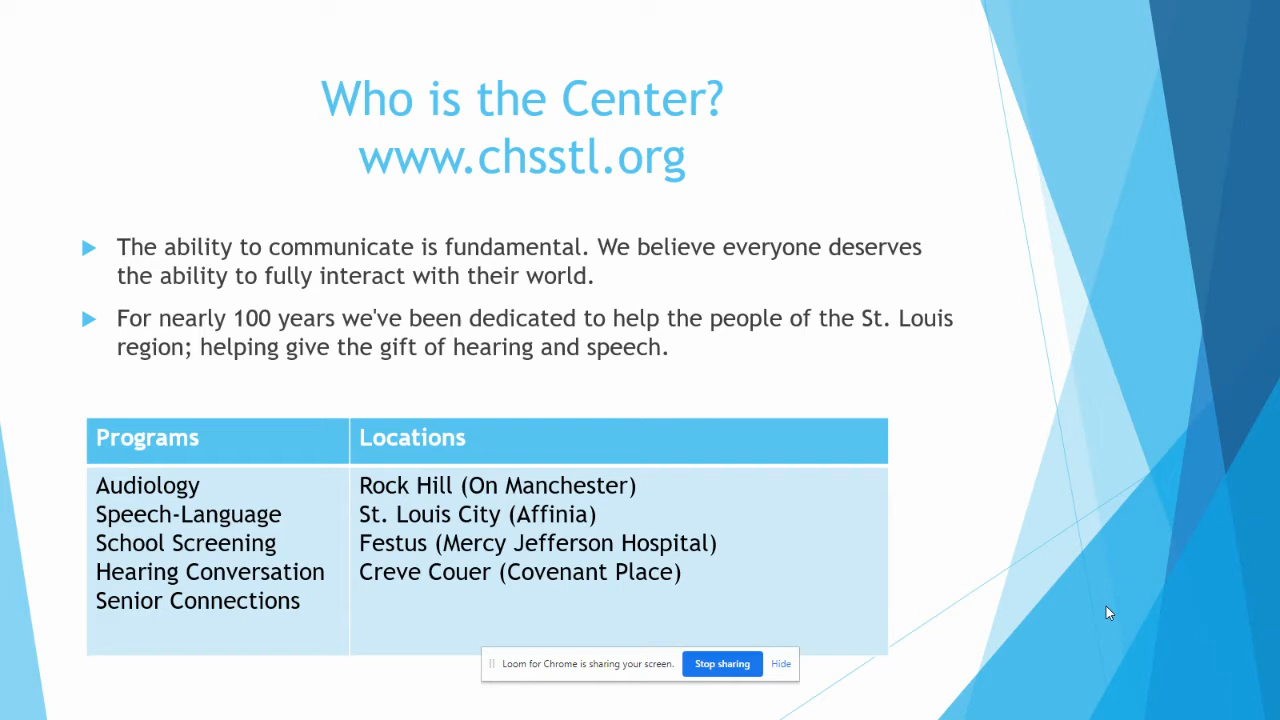 Who is the Center?
www.chsstl.org
The ability to communicate is fundamental. We believe everyone deserves
the ability to fully interact with their world.
For nearly 100 years we've been dedicated to help the people of the St. Louis
region; helping give the gift of hearing and speech.
Programs
Locations
Audiology
Speech-Language
School Screening
Hearing Conversation
Senior Connections
Rock Hill (On Manchester)
St. Louis City (Affinia)
Festus (Mercy Jefferson Hospital)
Creve Couer (Covenant Place)
Loom for Chrome is sharing your screen.
Stop sharing
Hide